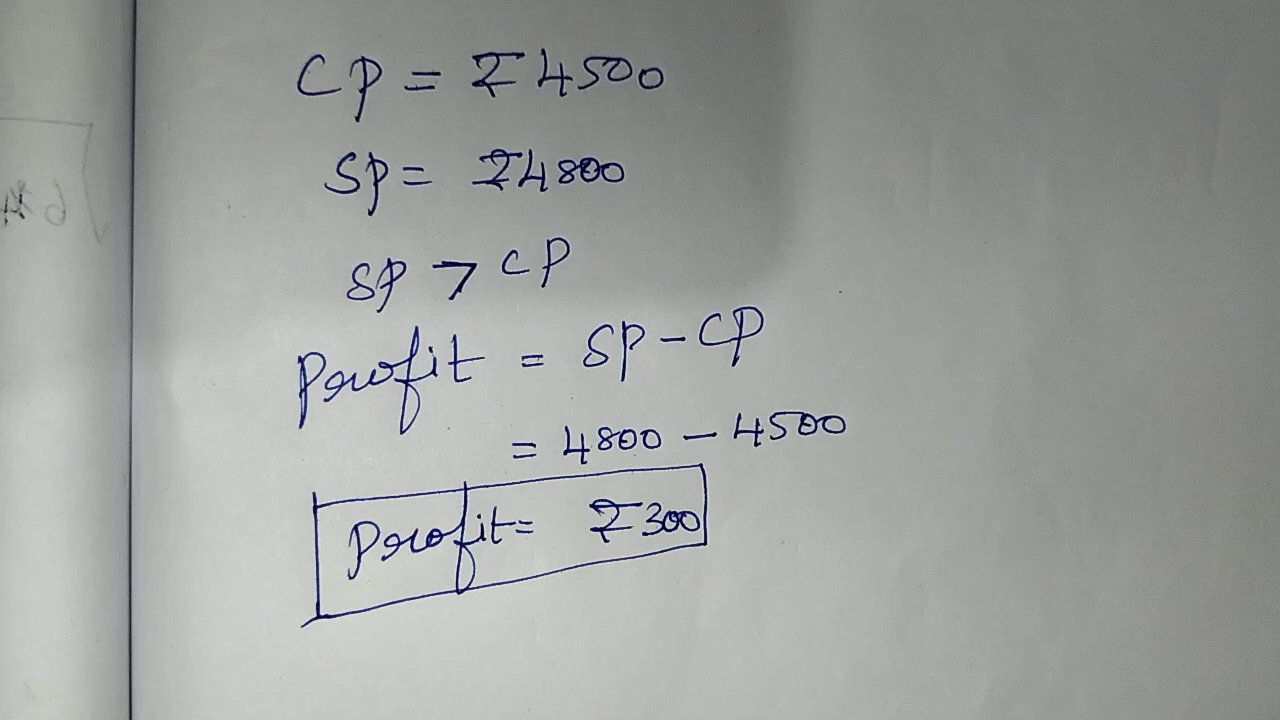 CP = ₹4500
SP = ₹4800
SP > CP
Profit = SP - CP
= 4800 - 4500
Profit = ₹300